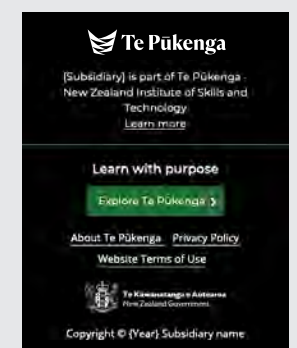 Te Pūkenga
[Subsidiary] is part of Te Pūkenga -
New Zealand Institute of Skills and
Technology
Learn more
Learn with purpose
Explore Te Pūkenga ❯
About Te Pūkenga Privacy Policy
Website Terms of Use
Te Kāwanatanga o Aotearoa
New Zealand Government
Copyright © {Year} Subsidiary name